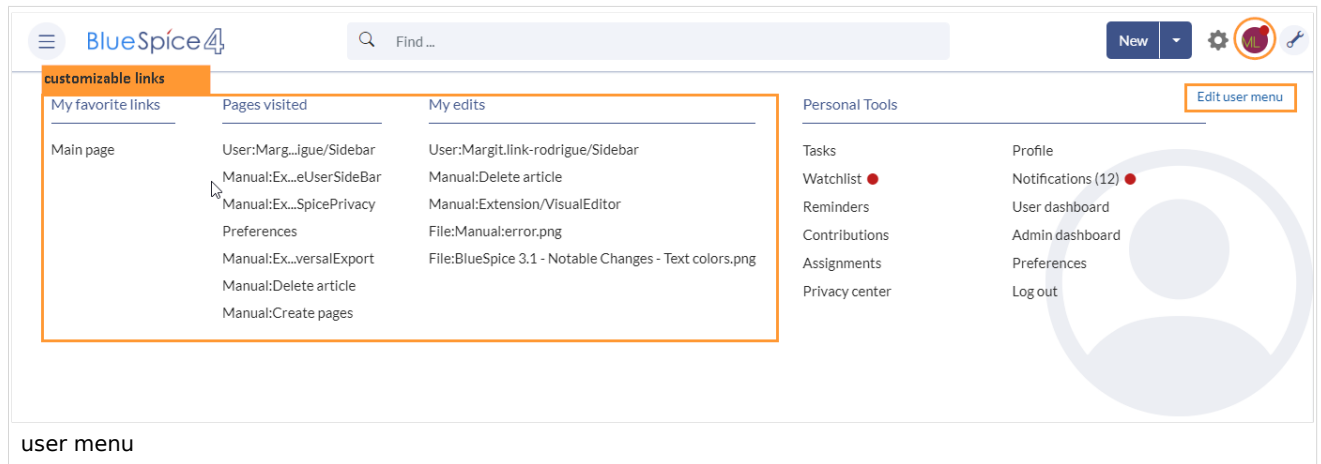 BlueSpice 4
Find ...
New
ML
customizable links
Edit user menu
My favorite links
Main page
Pages visited
User:Marg...igue/Sidebar
Manual:Ex...eUserSideBar
Manual:Ex...SpicePrivacy
Preferences
Manual:Ex...versalExport
Manual:Delete article
Manual:Create pages
My edits
User:Margit.link-rodrigue/Sidebar
Manual:Delete article
Manual:Extension/VisualEditor
File:Manual:error.png
File:BlueSpice 3.1 - Notable Changes - Text colors.png
Personal Tools
Tasks
Watchlist
Reminders
Contributions
Assignments
Privacy center
Profile
Notifications (12)
User dashboard
Admin dashboard
Preferences
Log out
user menu